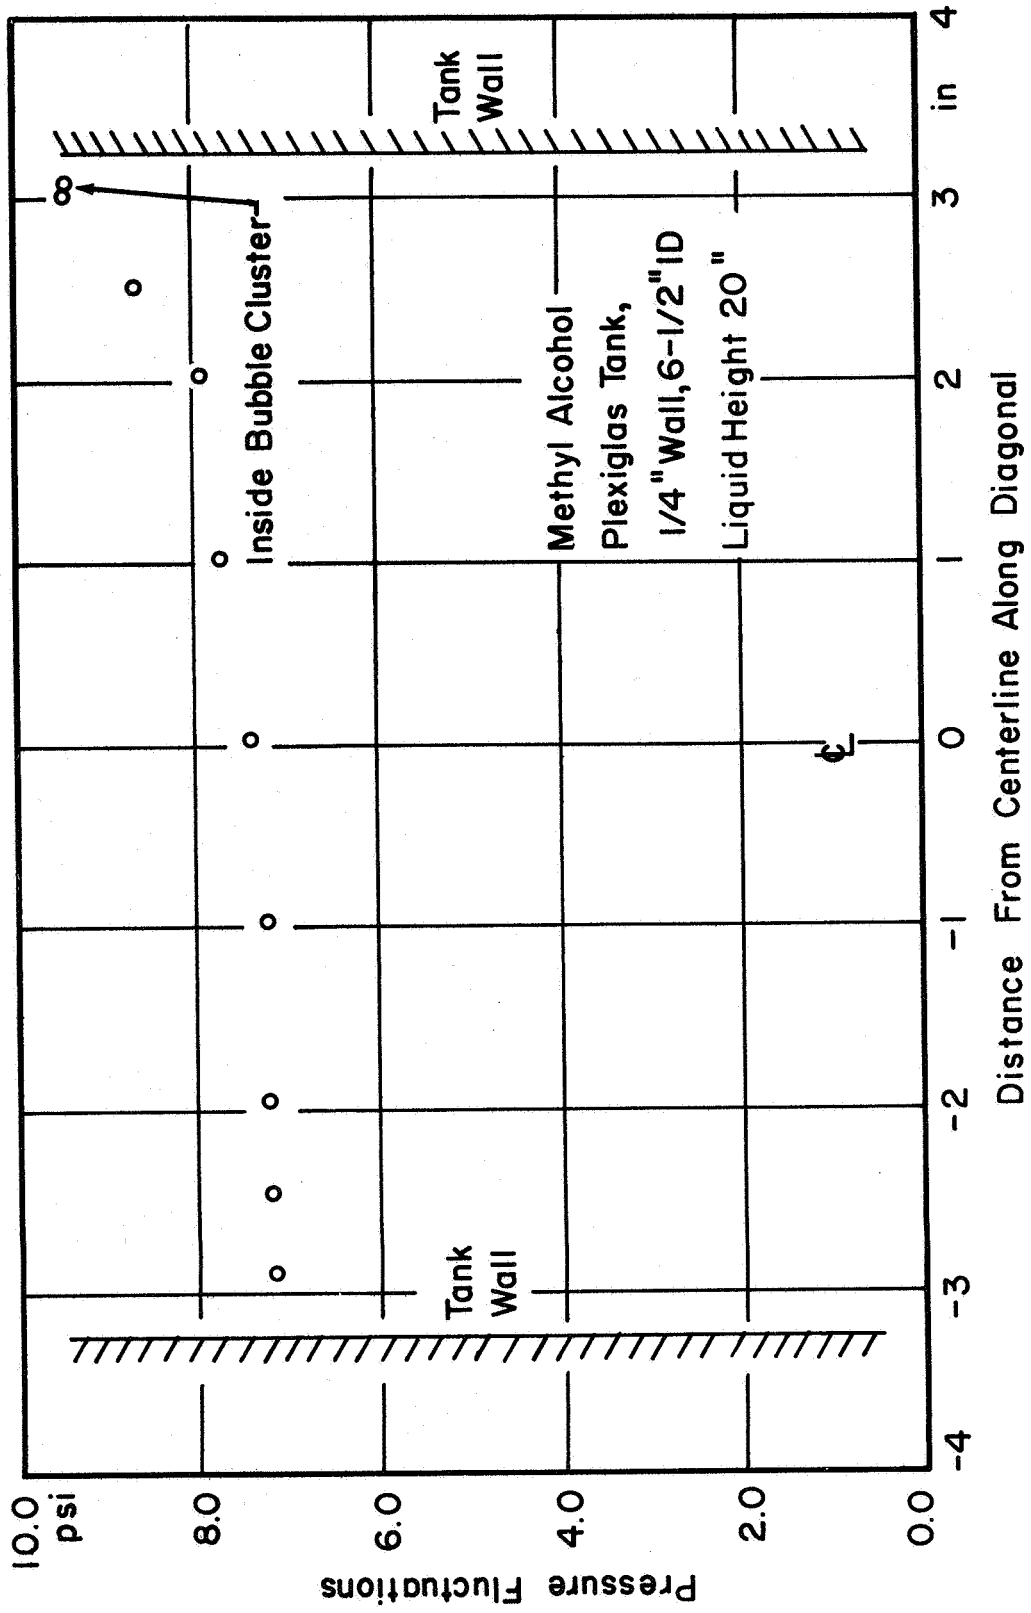 Pressure Fluctuations
10.0
psi
8.0
6.0
4.0
2.0
0.0
-4
-3
-2
-1
0
1
2
3
in
4
Distance From Centerline Along Diagonal
Tank
Wall
Tank
Wall
Inside Bubble Cluster
Methyl Alcohol
Plexiglas Tank,
1/4" Wall, 6-1/2" ID
Liquid Height 20"
℄